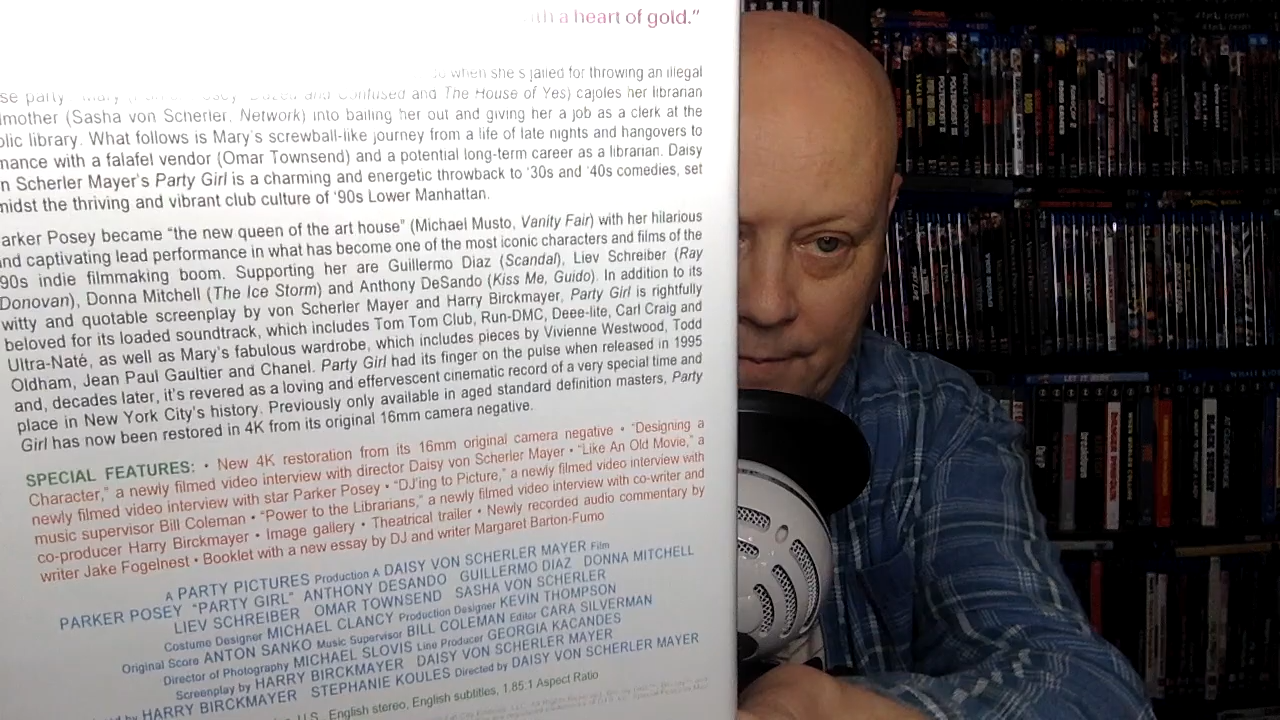 th a heart of gold."
when she's jailed for throwing an illegal
se party Mary Dazed and Confused and The House of Yes) cajoles her librarian
dmother (Sasha von Scherler, Network) into bailing her out and giving her a job as a clerk at the
blic library. What follows is Mary's screwball-like journey from a life of late nights and hangovers to
mance with a falafel vendor (Omar Townsend) and a potential long-term career as a librarian. Daisy
n Scherler Mayer's Party Girl is a charming and energetic throwback to '30s and '40s comedies, set
midst the thriving and vibrant club culture of '90s Lower Manhattan.
arker Posey became "the new queen of the art house" (Michael Musto, Vanity Fair) with her hilarious
and captivating lead performance in what has become one of the most iconic characters and films of the
'90s indie filmmaking boom. Supporting her are Guillermo Diaz (Scandal), Liev Schreiber (Ray
Donovan), Donna Mitchell (The Ice Storm) and Anthony DeSando (Kiss Me, Guido). In addition to its
witty and quotable screenplay by von Scherler Mayer and Harry Birckmayer, Party Girl is rightfully
beloved for its loaded soundtrack, which includes Tom Tom Club, Run-DMC, Deee-lite, Carl Craig and
Ultra-Naté, as well as Mary's fabulous wardrobe, which includes pieces by Vivienne Westwood, Todd
Oldham, Jean Paul Gaultier and Chanel. Party Girl had its finger on the pulse when released in 1995
and, decades later, it's revered as a loving and effervescent cinematic record of a very special time and
place in New York City's history. Previously only available in aged standard definition masters, Party
Girl has now been restored in 4K from its original 16mm camera negative.
SPECIAL FEATURES: • New 4K restoration from its 16mm original camera negative • "Designing a
Character," a newly filmed video interview with director Daisy von Scherler Mayer • "Like An Old Movie," a
newly filmed video interview with star Parker Posey • "DJ'ing to Picture," a newly filmed video interview with
music supervisor Bill Coleman • "Power to the Librarians," a newly filmed video interview with co-writer and
co-producer Harry Birckmayer • Image gallery • Theatrical trailer • Newly recorded audio commentary by
writer Jake Fogelnest • Booklet with a new essay by DJ and writer Margaret Barton-Fumo
A PARTY PICTURES Production A DAISY VON SCHERLER MAYER Film
PARKER POSEY "PARTY GIRL" ANTHONY DESANDO GUILLERMO DIAZ DONNA MITCHELL
LIEV SCHREIBER OMAR TOWNSEND SASHA VON SCHERLER
Costume Designer MICHAEL CLANCY Production Designer KEVIN THOMPSON
Original Score ANTON SANKO Music Supervisor BILL COLEMAN Editor CARA SILVERMAN
Director of Photography MICHAEL SLOVIS Line Producer GEORGIA KACANDES
Screenplay by HARRY BIRCKMAYER DAISY VON SCHERLER MAYER
by HARRY BIRCKMAYER STEPHANIE KOULES Directed by DAISY VON SCHERLER MAYER
U.S. English stereo, English subtitles, 1.85:1 Aspect Ratio